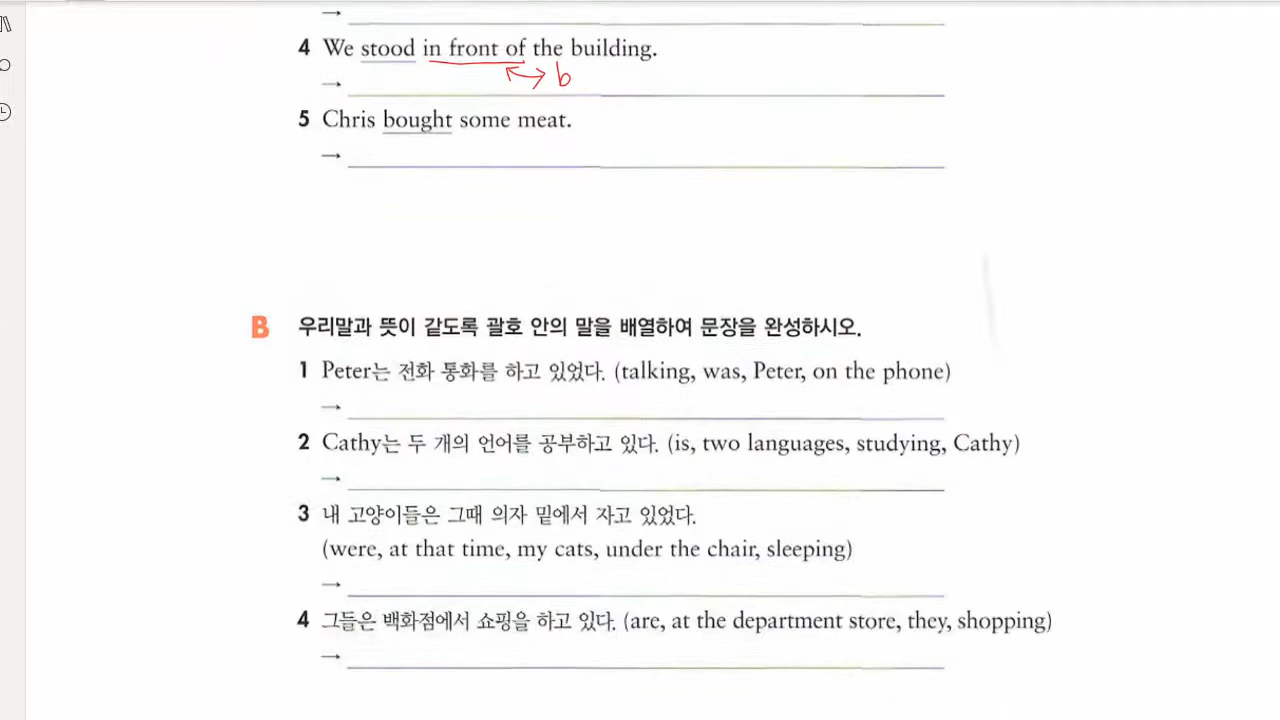 →
4 We stood in front of the building.
b
→
5 Chris bought some meat.
→
B 우리말과 뜻이 같도록 괄호 안의 말을 배열하여 문장을 완성하시오.
1 Peter는 전화 통화를 하고 있었다. (talking, was, Peter, on the phone)
→
2 Cathy는 두 개의 언어를 공부하고 있다. (is, two languages, studying, Cathy)
→
3 내 고양이들은 그때 의자 밑에서 자고 있었다.
(were, at that time, my cats, under the chair, sleeping)
→
4 그들은 백화점에서 쇼핑을 하고 있다. (are, at the department store, they, shopping)
→